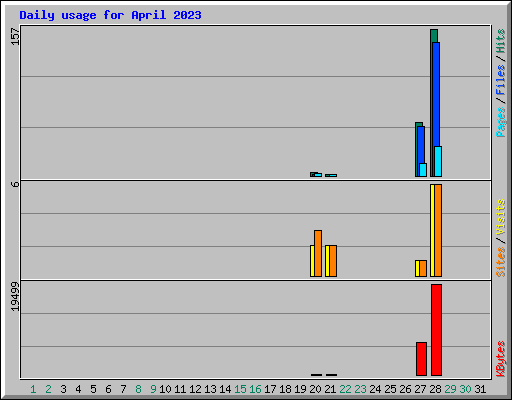 Daily usage for April 2023
157
6
19499
Pages / Files / Hits
Sites / Visits
KBytes
1 2 3 4 5 6 7 8 9 10 11 12 13 14 15 16 17 18 19 20 21 22 23 24 25 26 27 28 29 30 31